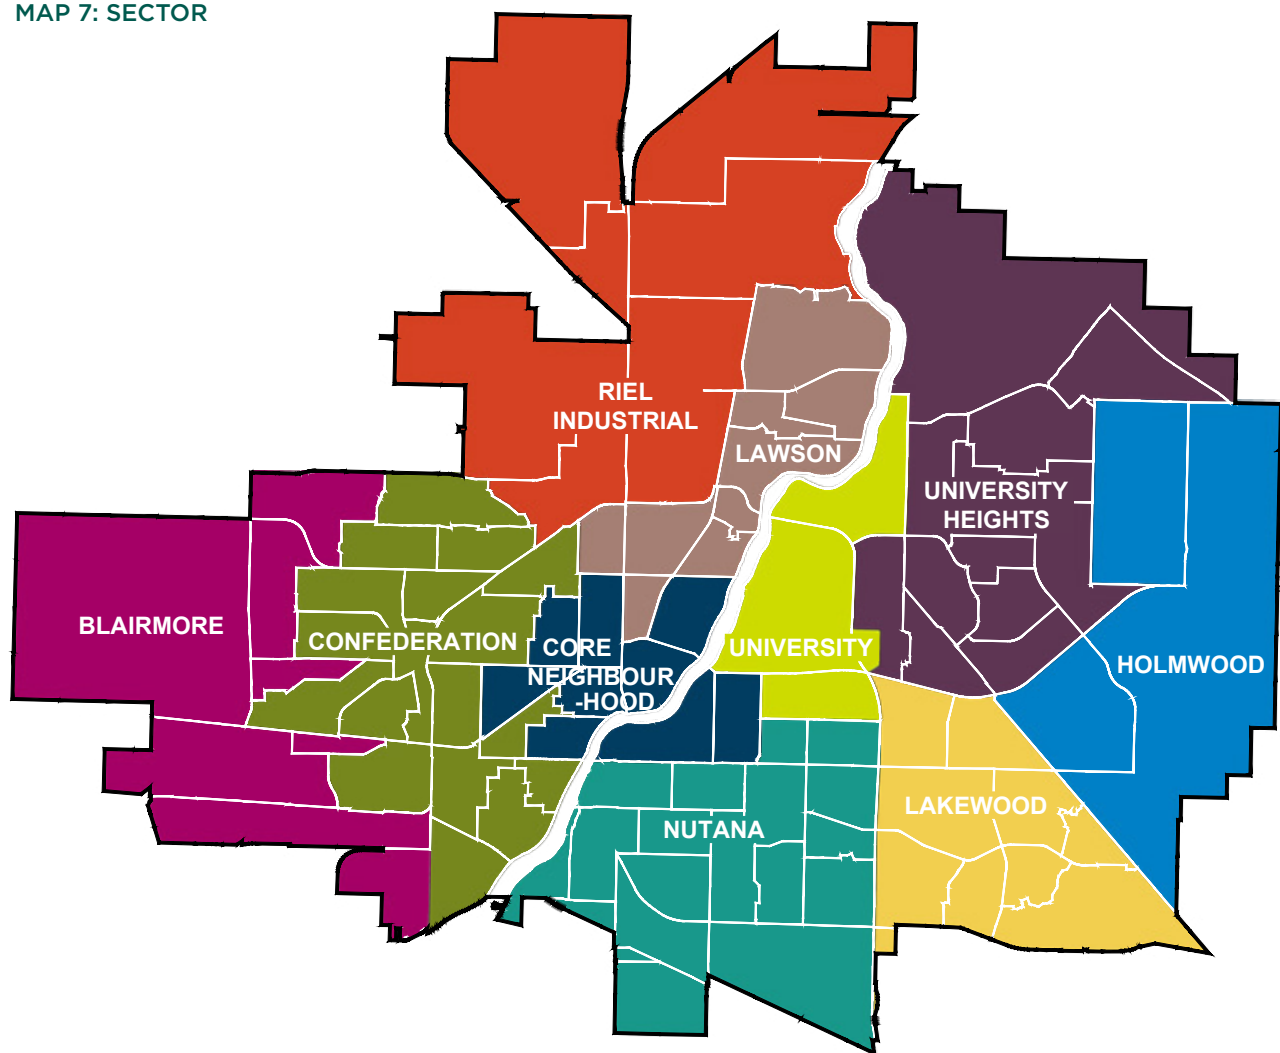 MAP 7: SECTOR
RIEL
INDUSTRIAL
LAWSON
UNIVERSITY
HEIGHTS
BLAIRMORE
CONFEDERATION
CORE
NEIGHBOUR
-HOOD
UNIVERSITY
HOLMWOOD
LAKEWOOD
NUTANA